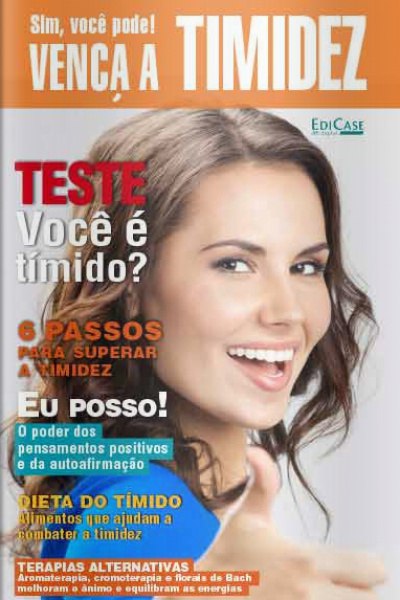 Sim, você pode!
VENÇA A TIMIDEZ
EDICASE
TESTE
Você é
tímido?
6 PASSOS
PARA SUPERAR
A TIMIDEZ
EU POSSO!
O poder dos
pensamentos positivos
e da autoafirmação
DIETA DO TÍMIDO
Alimentos que ajudam a
combater a timidez
TERAPIAS ALTERNATIVAS
Aromaterapia, cromoterapia e florais de Bach
melhoram o ânimo e equilibram as energias